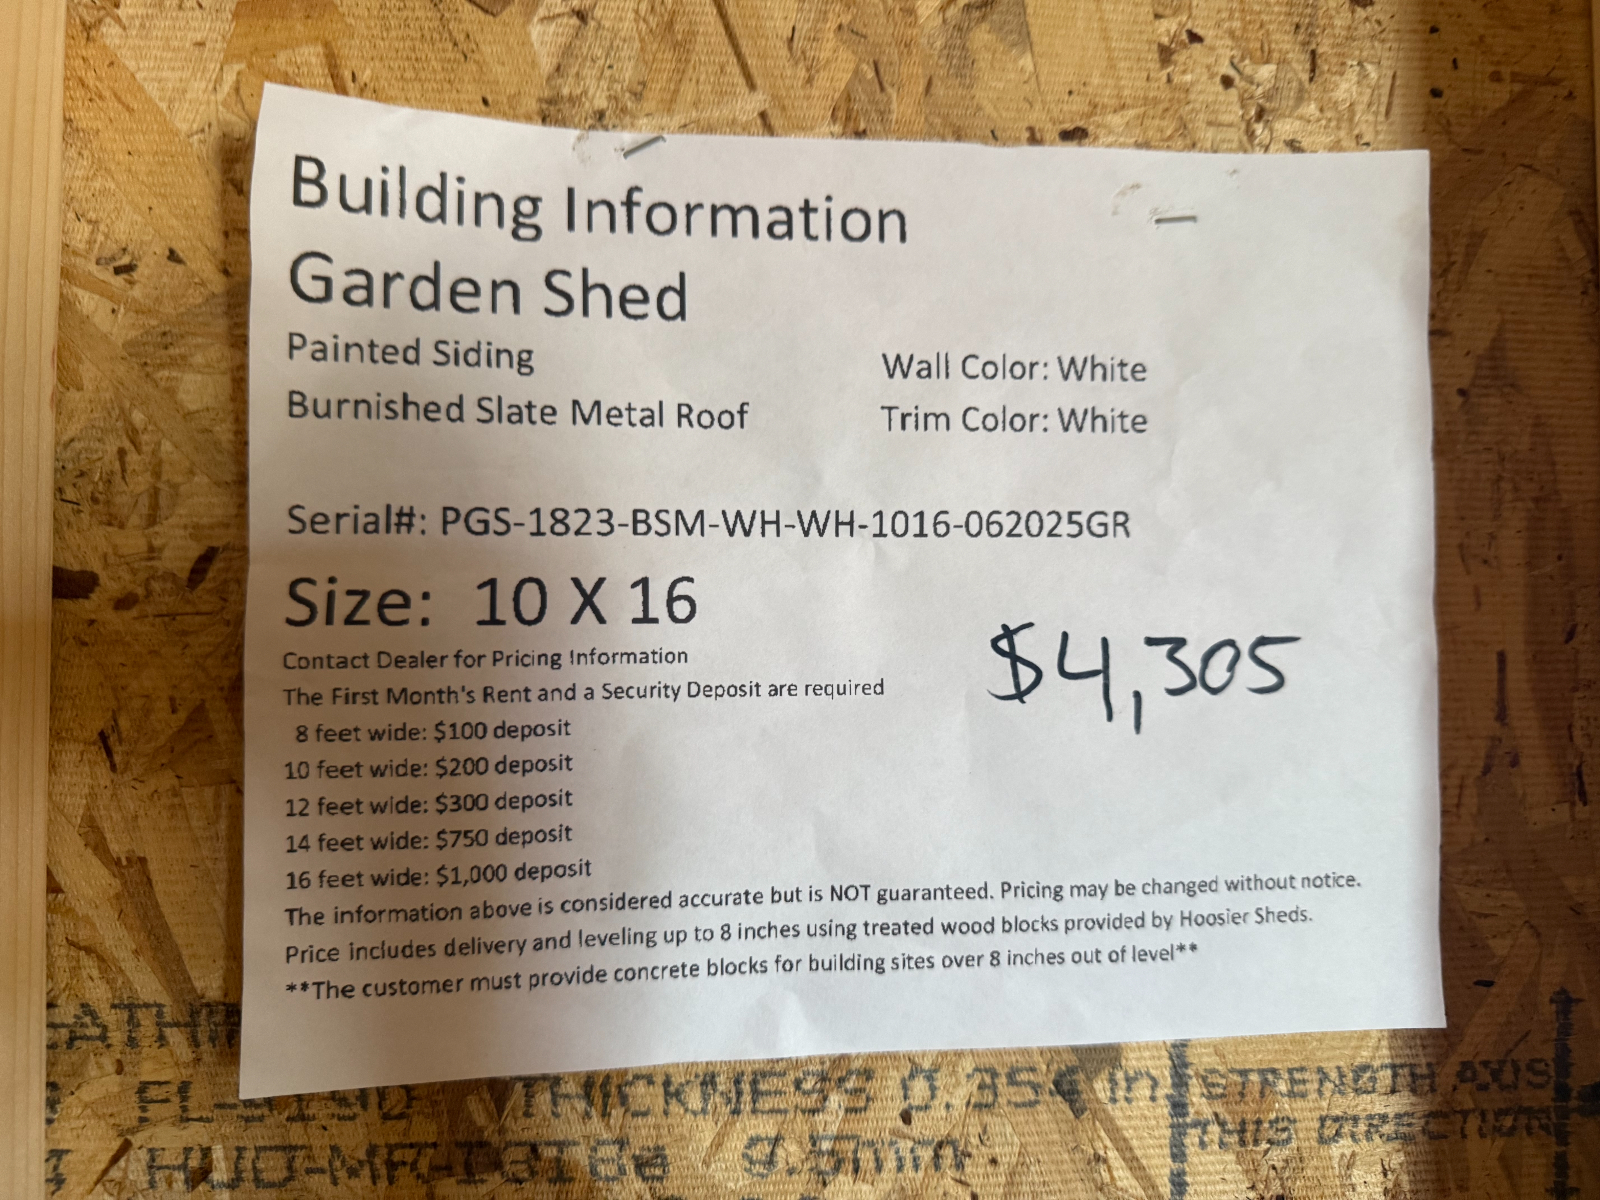 Building Information
Garden Shed
Painted Siding
Wall Color: White
Burnished Slate Metal Roof
Trim Color: White
Serial#: PGS-1823-BSM-WH-WH-1016-062025GR
Size: 10 X 16
$4,305
Contact Dealer for Pricing Information
The First Month's Rent and a Security Deposit are required
8 feet wide: $100 deposit
10 feet wide: $200 deposit
12 feet wide: $300 deposit
14 feet wide: $750 deposit
16 feet wide: $1,000 deposit
The information above is considered accurate but is NOT guaranteed. Pricing may be changed without notice.
Price includes delivery and leveling up to 8 inches using treated wood blocks provided by Hoosier Sheds.
**The customer must provide concrete blocks for building sites over 8 inches out of level**
THICKNESS 0.354 in
STRENGTH AXIS
THIS DIRECTION
9.5mm